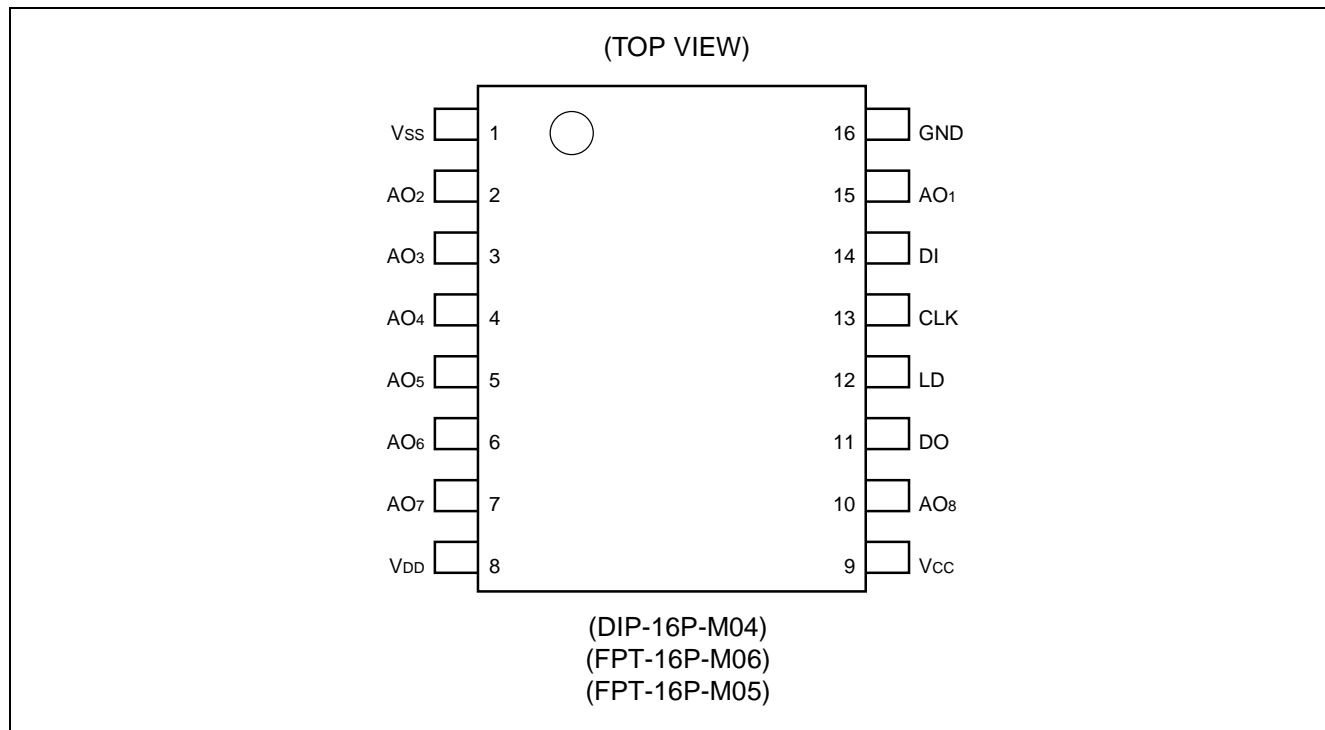 (TOP VIEW)
VSS 1 16 GND
AO2 2 15 AO1
AO3 3 14 DI
AO4 4 13 CLK
AO5 5 12 LD
AO6 6 11 DO
AO7 7 10 AO8
VDD 8 9 VCC
(DIP-16P-M04)
(FPT-16P-M06)
(FPT-16P-M05)